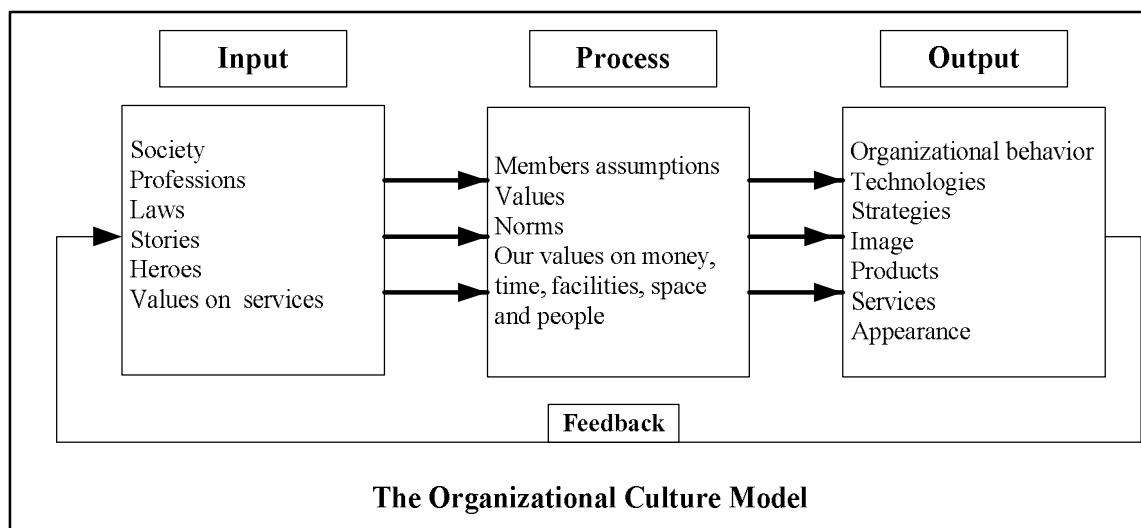 Input
Society
Professions
Laws
Stories
Heroes
Values on services
Process
Members assumptions
Values
Norms
Our values on money,
time, facilities, space
and people
Output
Organizational behavior
Technologies
Strategies
Image
Products
Services
Appearance
Feedback
The Organizational Culture Model